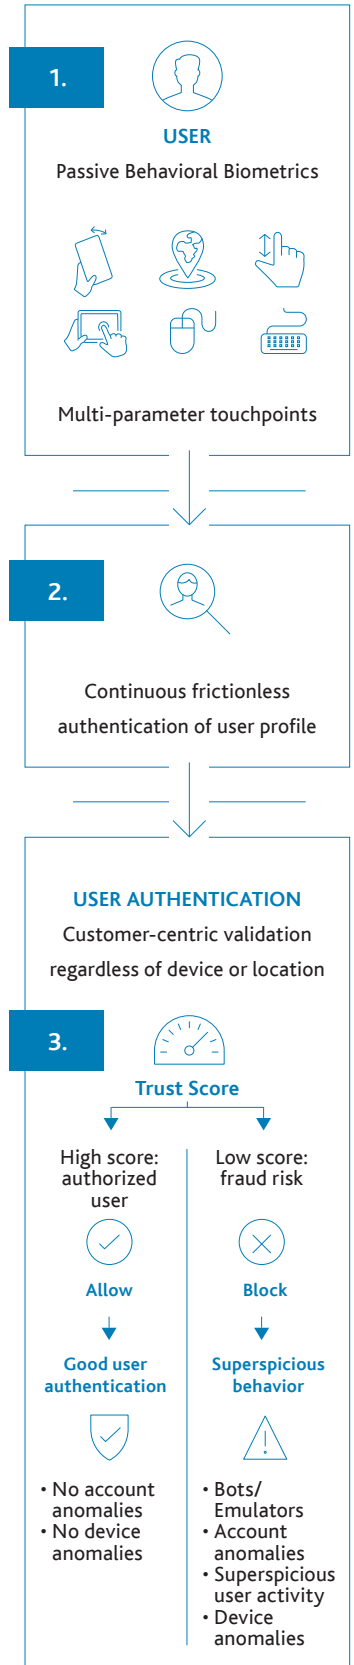 1.
USER
Passive Behavioral Biometrics
Multi-parameter touchpoints
2.
Continuous frictionless
authentication of user profile
USER AUTHENTICATION
Customer-centric validation
regardless of device or location
3.
Trust Score
High score:
authorized
user
Allow
Good user
authentication
• No account
anomalies
• No device
anomalies
Low score:
fraud risk
Block
Superspicious
behavior
• Bots/
Emulators
• Account
anomalies
• Superspicious
user activity
• Device
anomalies